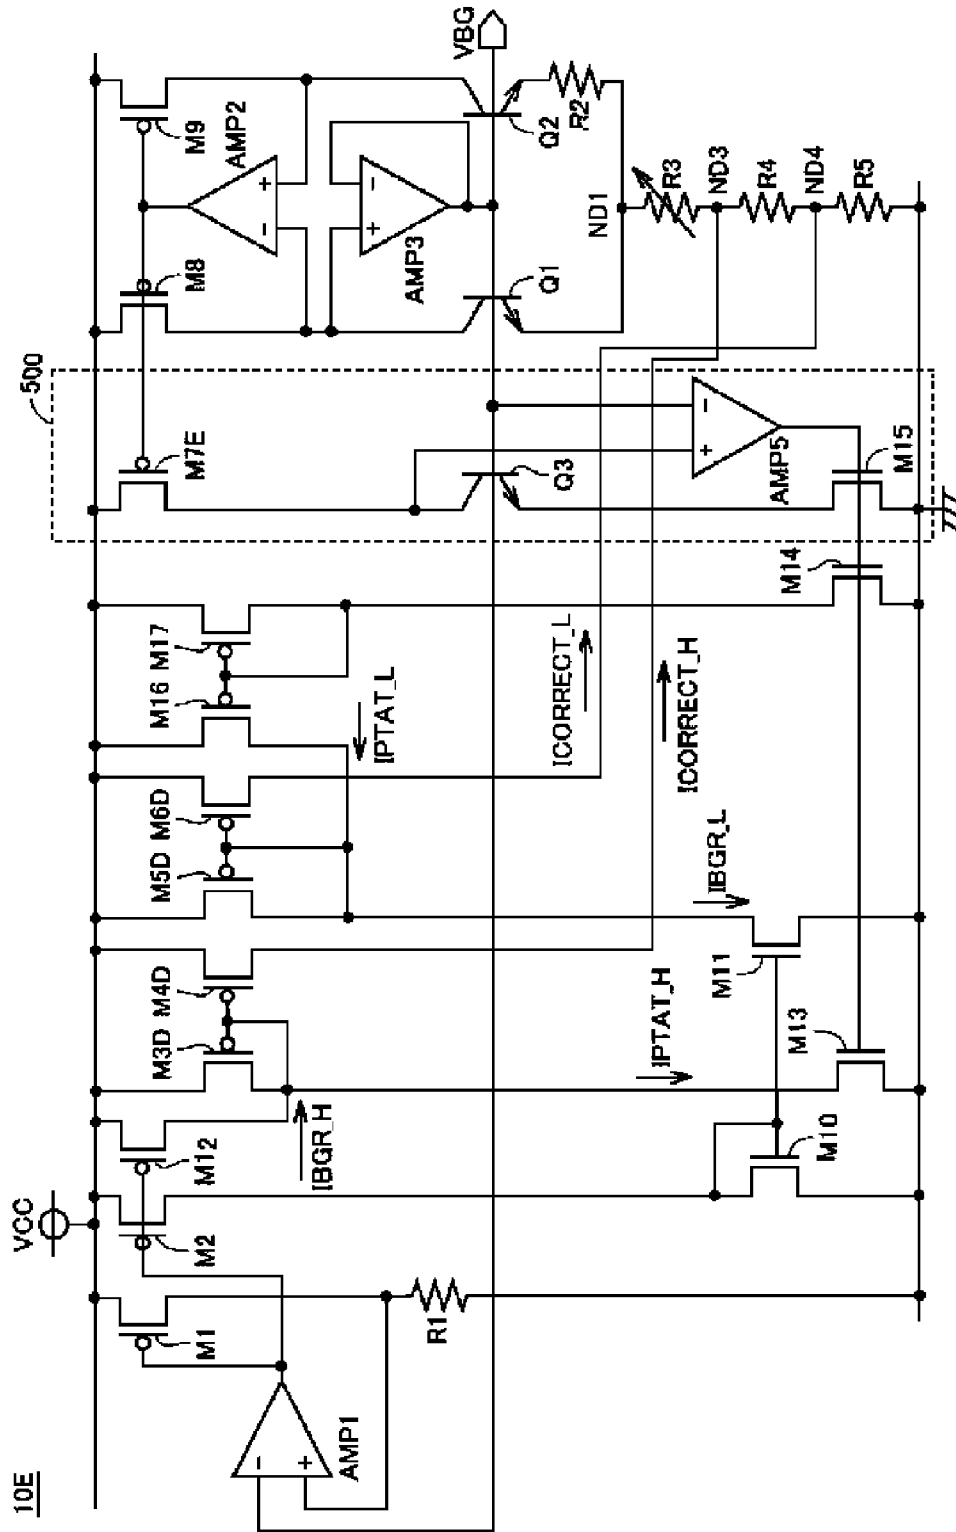 10E
VCC
M1
M2
M12
M3D
M4D
M5D
M6D
M16
M17
500
M7E
M8
M9
AMP2
+
-
AMP3
-
+
VBG
Q1
Q2
Q3
R2
ND1
R3
ND3
R4
ND4
R5
AMP5
+
-
M15
M14
IPTAT_L
ICORRECT_L
ICORRECT_H
IBGR_L
IPTAT_H
IBGR_H
M11
M13
M10
R1
AMP1
-
+